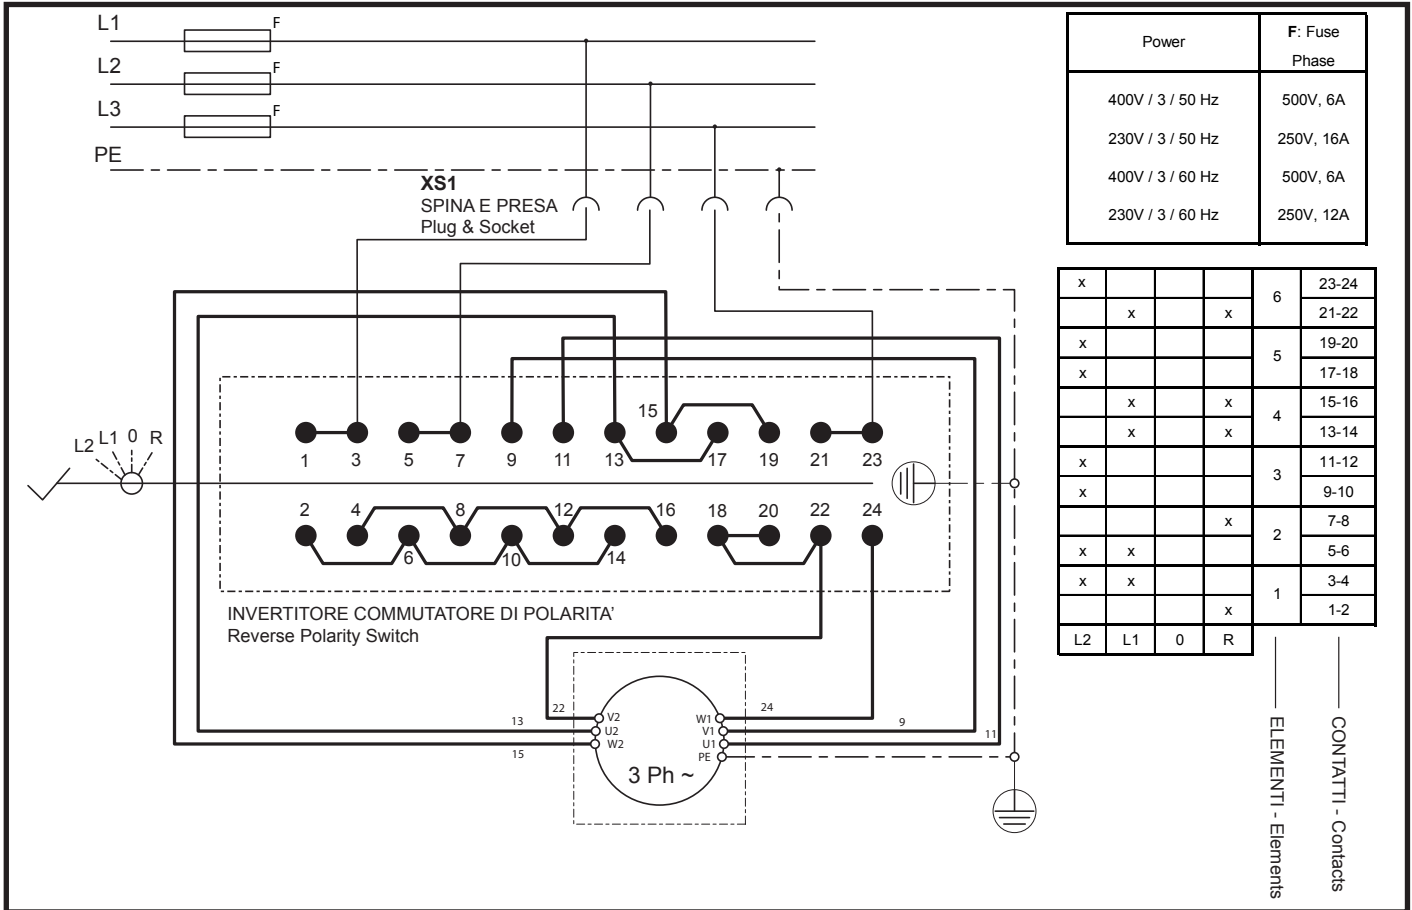 L1
F
L2
F
L3
F
PE
XS1
SPINA E PRESA
Plug & Socket
Power
F: Fuse
Phase
400V / 3 / 50 Hz
500V, 6A
230V / 3 / 50 Hz
250V, 16A
400V / 3 / 60 Hz
500V, 6A
230V / 3 / 60 Hz
250V, 12A
L2 L1 0 R
15
1 3 5 7 9 11 13 17 19 21 23
2 4 8 12 16 18 20 22 24
6 10 14
INVERTITORE COMMUTATORE DI POLARITA'
Reverse Polarity Switch
22
13
15
V2
U2
W2
W1
V1
U1
PE
3 Ph ~
24
9
11
x 6 23-24
x x 21-22
x 5 19-20
x 17-18
x x 4 15-16
x x 13-14
x 3 11-12
x 9-10
x 2 7-8
x x 5-6
x x 1 3-4
x 1-2
L2 L1 0 R
ELEMENTI - Elements
CONTATTI - Contacts